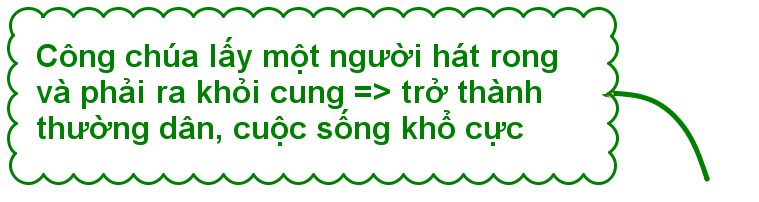 Công chúa lấy một người hát rong
và phải ra khỏi cung => trở thành
thường dân, cuộc sống khổ cực